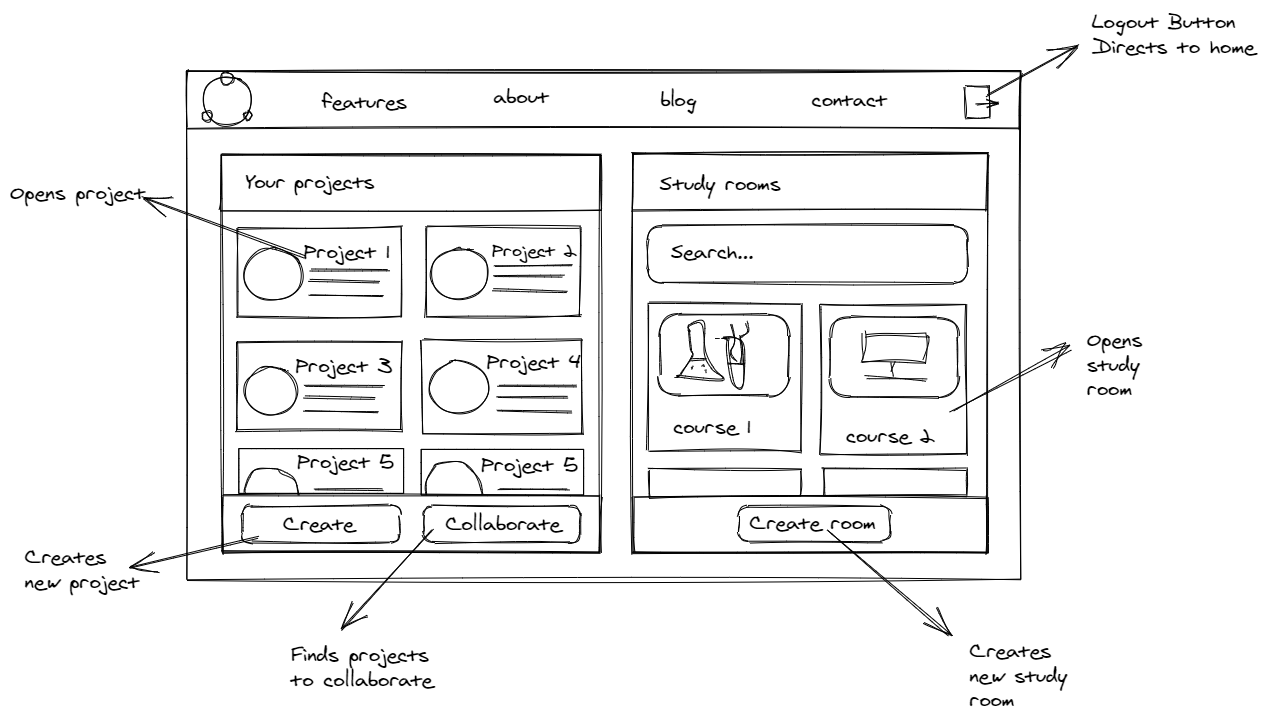 Logout Button
Directs to home
features
about
blog
contact
Opens project
Your projects
Project 1
Project 2
Project 3
Project 4
Project 5
Project 5
Create
Collaborate
Study rooms
Search...
course 1
course 2
Create room
Opens
study
room
Creates
new project
Finds projects
to collaborate
Creates
new study
room